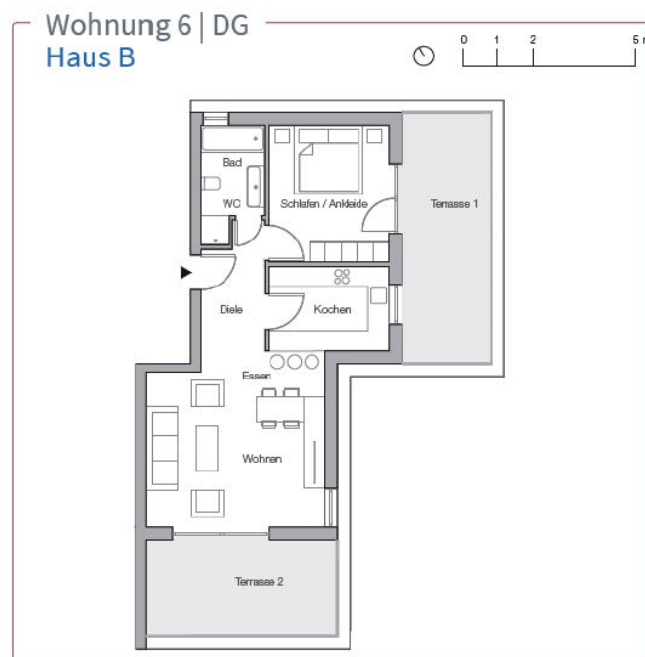 Wohnung 6 | DG
Haus B
0 1 2 5 m
Bad
WC
Schlafen / Ankleide
Terrasse 1
Diele
Kochen
Essen
Wohnen
Terrasse 2